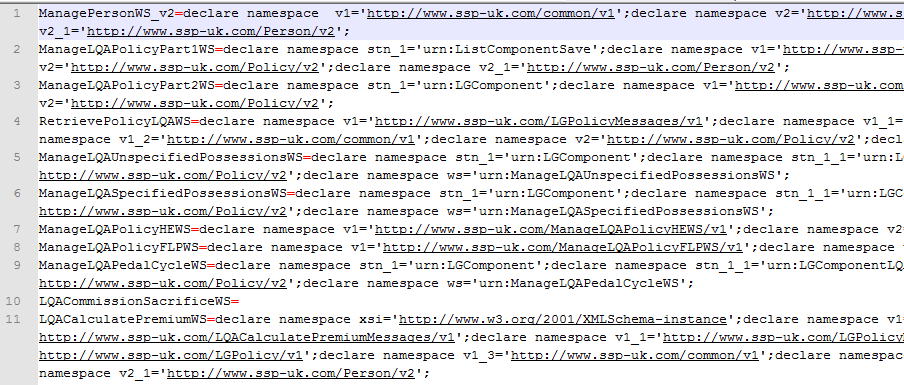 1 ManagePersonWS_v2=declare namespace  v1='http://www.ssp-uk.com/common/v1';declare namespace v2='http://www.s
v2_1='http://www.ssp-uk.com/Person/v2';
2 ManageLQAPolicyPart1WS=declare namespace stn_1='urn:ListComponentSave';declare namespace v1='http://www.ssp-
v2='http://www.ssp-uk.com/Policy/v2';declare namespace v2_1='http://www.ssp-uk.com/Person/v2';
3 ManageLQAPolicyPart2WS=declare namespace stn_1='urn:LGComponent';declare namespace v1='http://www.ssp-uk.com
v2='http://www.ssp-uk.com/Policy/v2';
4 RetrievePolicyLQAWS=declare namespace v1='http://www.ssp-uk.com/LGPolicyMessages/v1';declare namespace v1_1=
namespace v1_2='http://www.ssp-uk.com/common/v1';declare namespace v2='http://www.ssp-uk.com/Policy/v2';decl
5 ManageLQAUnspecifiedPossessionsWS=declare namespace stn_1='urn:LGComponent';declare namespace stn_1_1='urn:L
http://www.ssp-uk.com/Policy/v2';declare namespace ws='urn:ManageLQAUnspecifiedPossessionsWS';
6 ManageLQASpecifiedPossessionsWS=declare namespace stn_1='urn:LGComponent';declare namespace stn_1_1='urn:LGC
http://www.ssp-uk.com/Policy/v2';declare namespace ws='urn:ManageLQASpecifiedPossessionsWS';
7 ManageLQAPolicyHEWS=declare namespace v1='http://www.ssp-uk.com/ManageLQAPolicyHEWS/v1';declare namespace v2
8 ManageLQAPolicyFLPWS=declare namespace v1='http://www.ssp-uk.com/ManageLQAPolicyFLPWS/v1';declare namespace v
9 ManageLQAPedalCycleWS=declare namespace stn_1='urn:LGComponent';declare namespace stn_1_1='urn:LGComponentLQ
http://www.ssp-uk.com/Policy/v2';declare namespace ws='urn:ManageLQAPedalCycleWS';
10 LQACommissionSacrificeWS=
11 LQACalculatePremiumWS=declare namespace xsi='http://www.w3.org/2001/XMLSchema-instance';declare namespace v1
http://www.ssp-uk.com/LQACalculatePremiumMessages/v1';declare namespace v1_1='http://www.ssp-uk.com/LGPolicy
http://www.ssp-uk.com/LGPolicy/v1';declare namespace v1_3='http://www.ssp-uk.com/common/v1';declare namespac
namespace v2_1='http://www.ssp-uk.com/Person/v2';